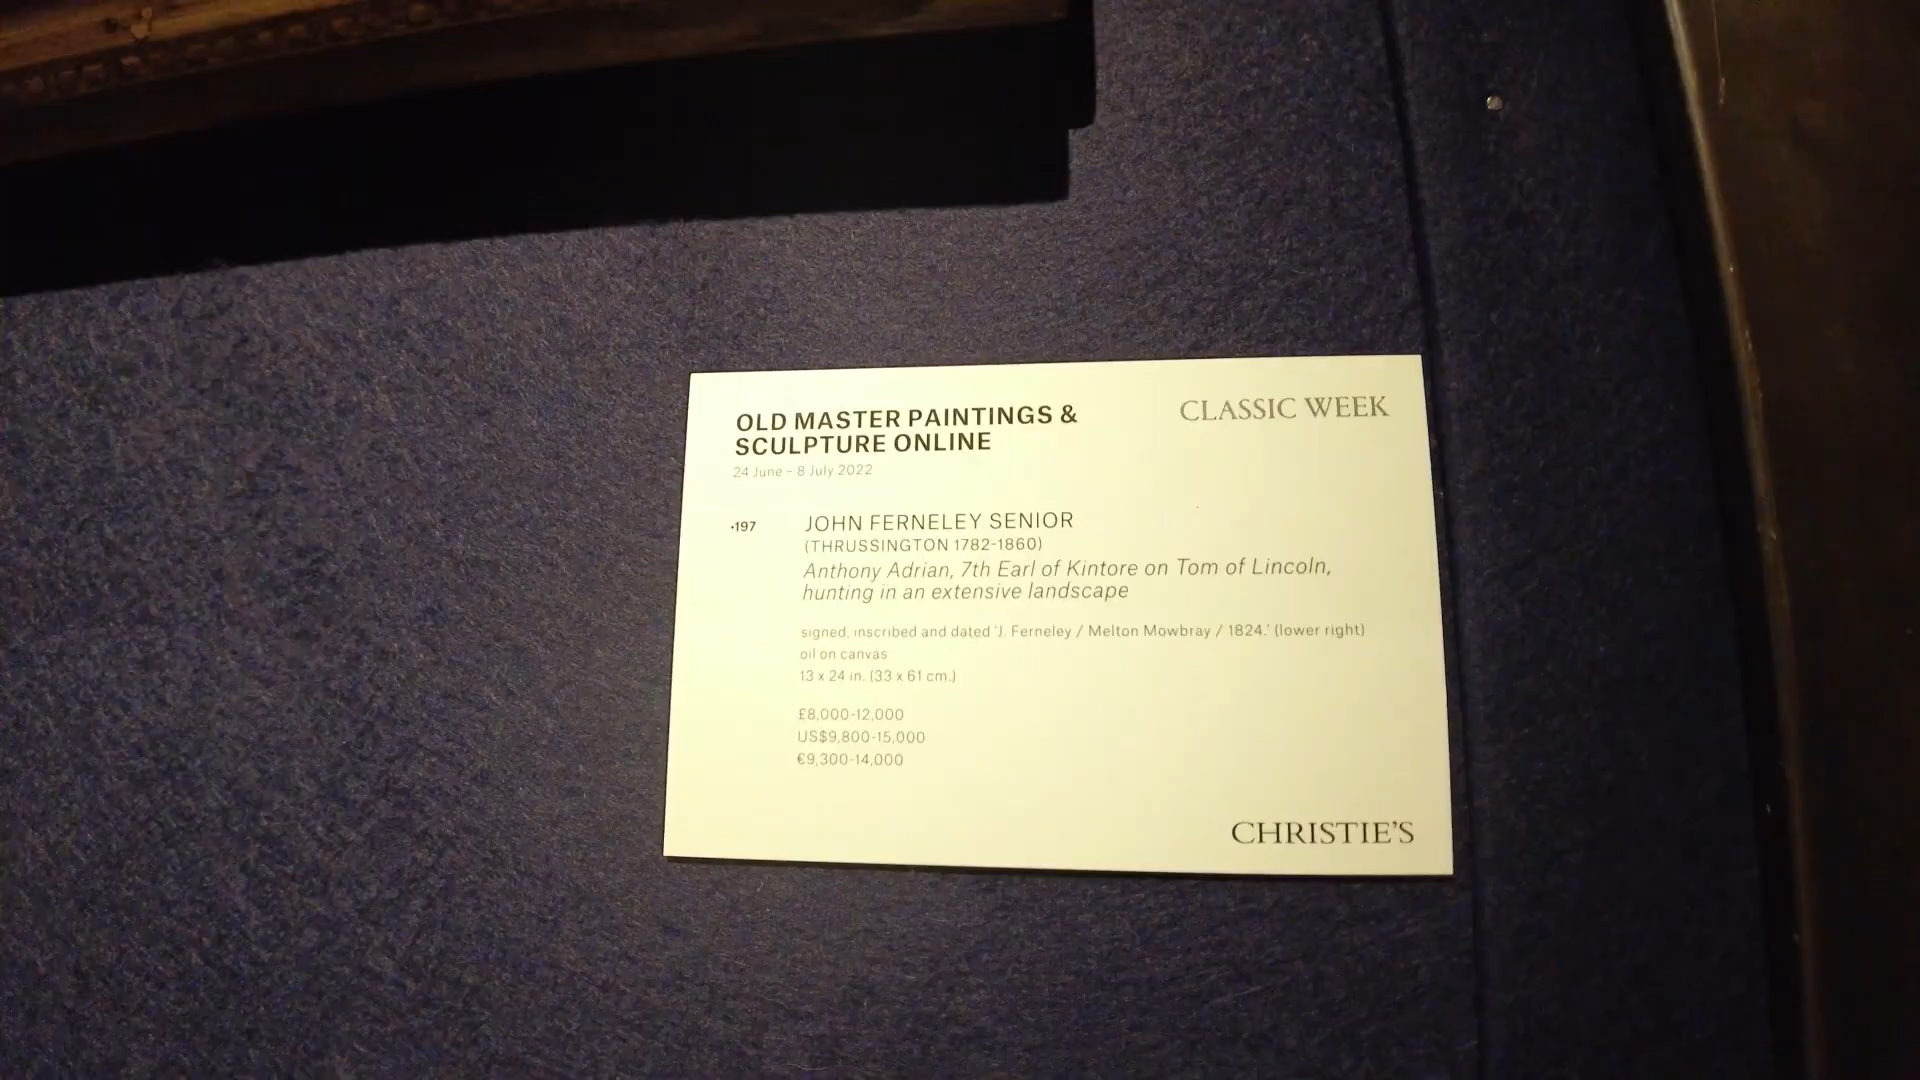 OLD MASTER PAINTINGS &
SCULPTURE ONLINE
24 June – 8 July 2022
CLASSIC WEEK
•197
JOHN FERNELEY SENIOR
(THRUSSINGTON 1782-1860)
Anthony Adrian, 7th Earl of Kintore on Tom of Lincoln,
hunting in an extensive landscape
signed, inscribed and dated 'J. Ferneley / Melton Mowbray / 1824.' (lower right)
oil on canvas
13 x 24 in. (33 x 61 cm.)
£8,000-12,000
US$9,800-15,000
€9,300-14,000
CHRISTIE'S